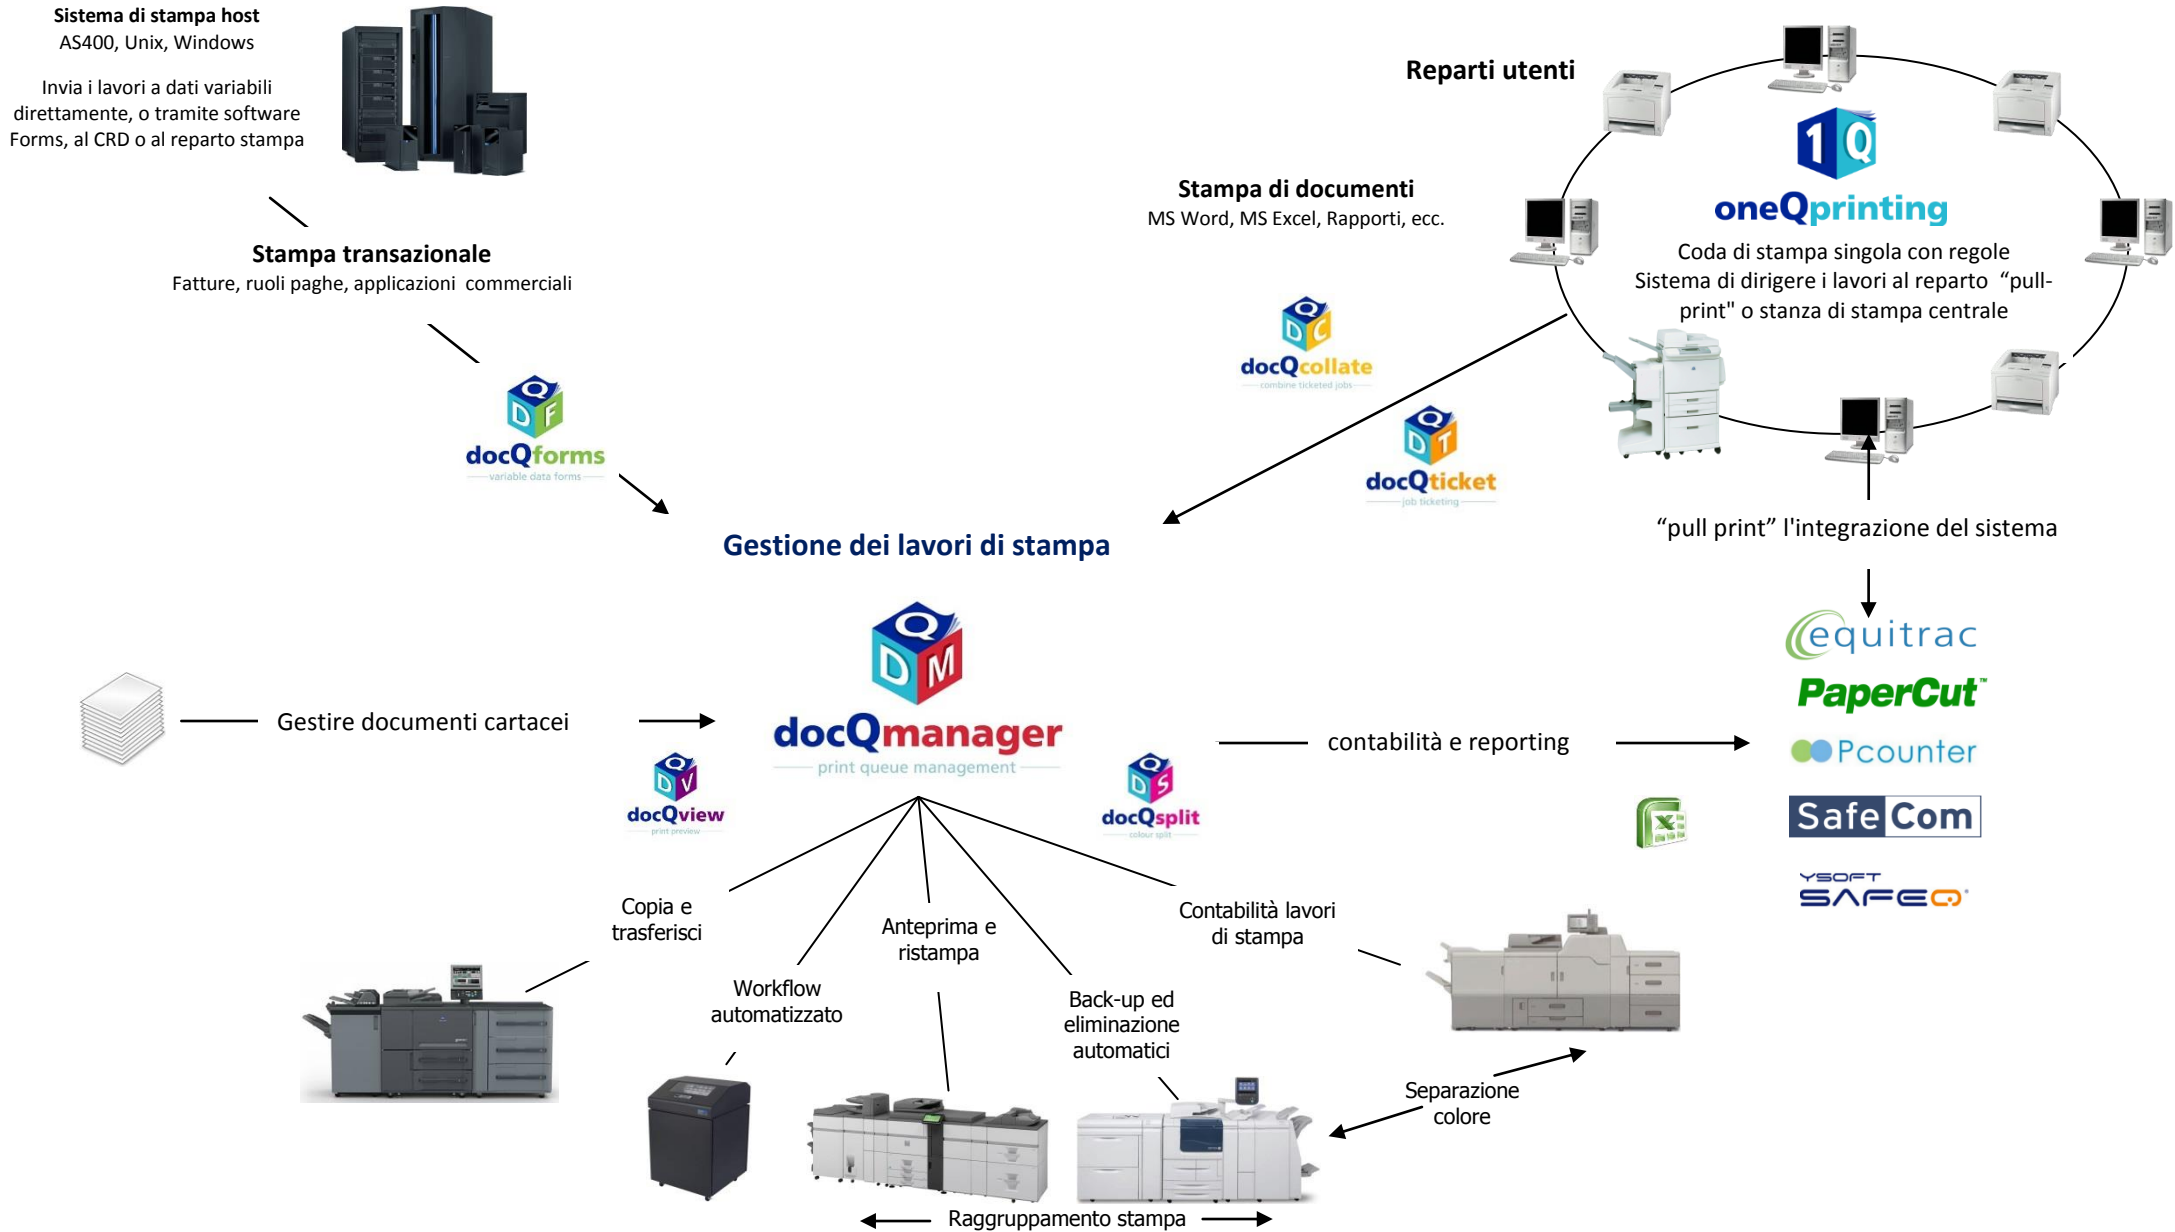 Sistema di stampa host
AS400, Unix, Windows
Invia i lavori a dati variabili
direttamente, o tramite software
Forms, al CRD o al reparto stampa
Stampa transazionale
Fatture, ruoli paghe, applicazioni commerciali
Q
D F
docQforms
variable data forms
Reparti utenti
Stampa di documenti
MS Word, MS Excel, Rapporti, ecc.
1Q
oneQprinting
Coda di stampa singola con regole
Sistema di dirigere i lavori al reparto “pull-
print" o stanza di stampa centrale
Q
D C
docQcollate
combine ticketed jobs
Q
D T
docQticket
job ticketing
“pull print” l'integrazione del sistema
Gestione dei lavori di stampa
Q
D M
docQmanager
print queue management
Gestire documenti cartacei
Q
D V
docQview
print preview
Q
D S
docQsplit
colour split
contabilità e reporting
equitrac
PaperCut™
Pcounter
SafeCom
YSOFT
SAFEQ®
X
Copia e
trasferisci
Workflow
automatizzato
Anteprima e
ristampa
Back-up ed
eliminazione
automatici
Contabilità lavori
di stampa
Separazione
colore
Raggruppamento stampa